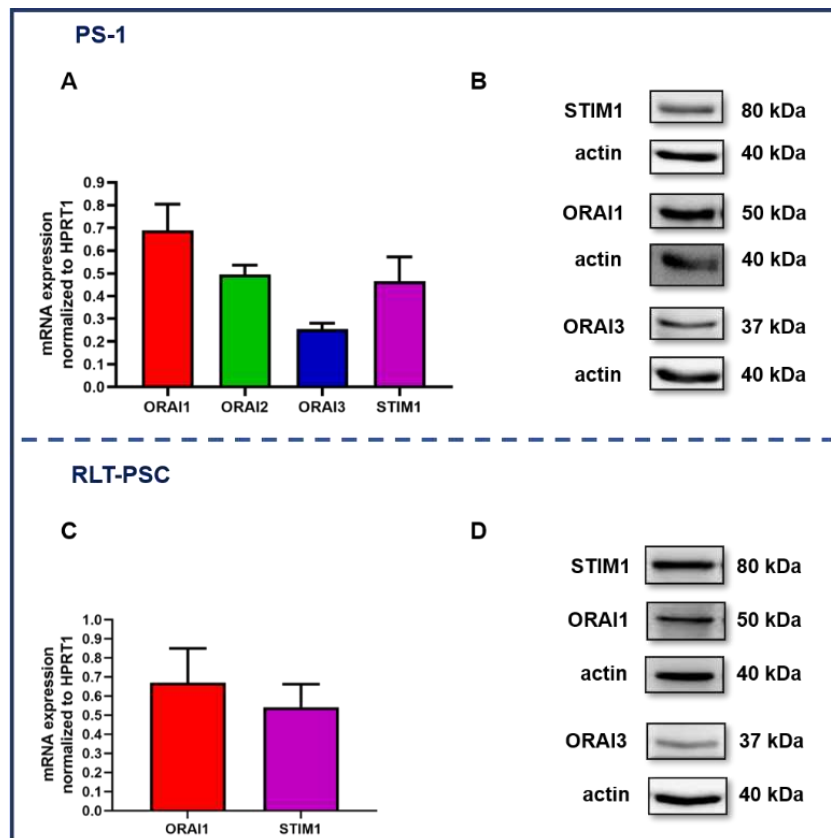 PS-1
A
mRNA expression
normalized to HPRT1
0.9
0.8
0.7
0.6
0.5
0.4
0.3
0.2
0.1
0.0
ORAI1 ORAI2 ORAI3 STIM1
B
STIM1 80 kDa
actin 40 kDa
ORAI1 50 kDa
actin 40 kDa
ORAI3 37 kDa
actin 40 kDa
RLT-PSC
C
mRNA expression
normalized to HPRT1
1.0
0.9
0.8
0.7
0.6
0.5
0.4
0.3
0.2
0.1
0.0
ORAI1 STIM1
D
STIM1 80 kDa
ORAI1 50 kDa
actin 40 kDa
ORAI3 37 kDa
actin 40 kDa